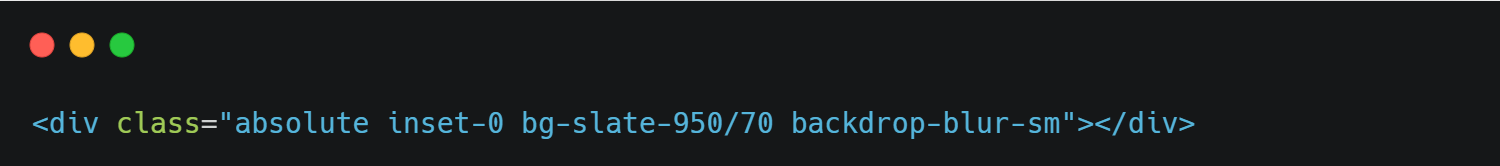 <div class="absolute inset-0 bg-slate-950/70 backdrop-blur-sm"></div>